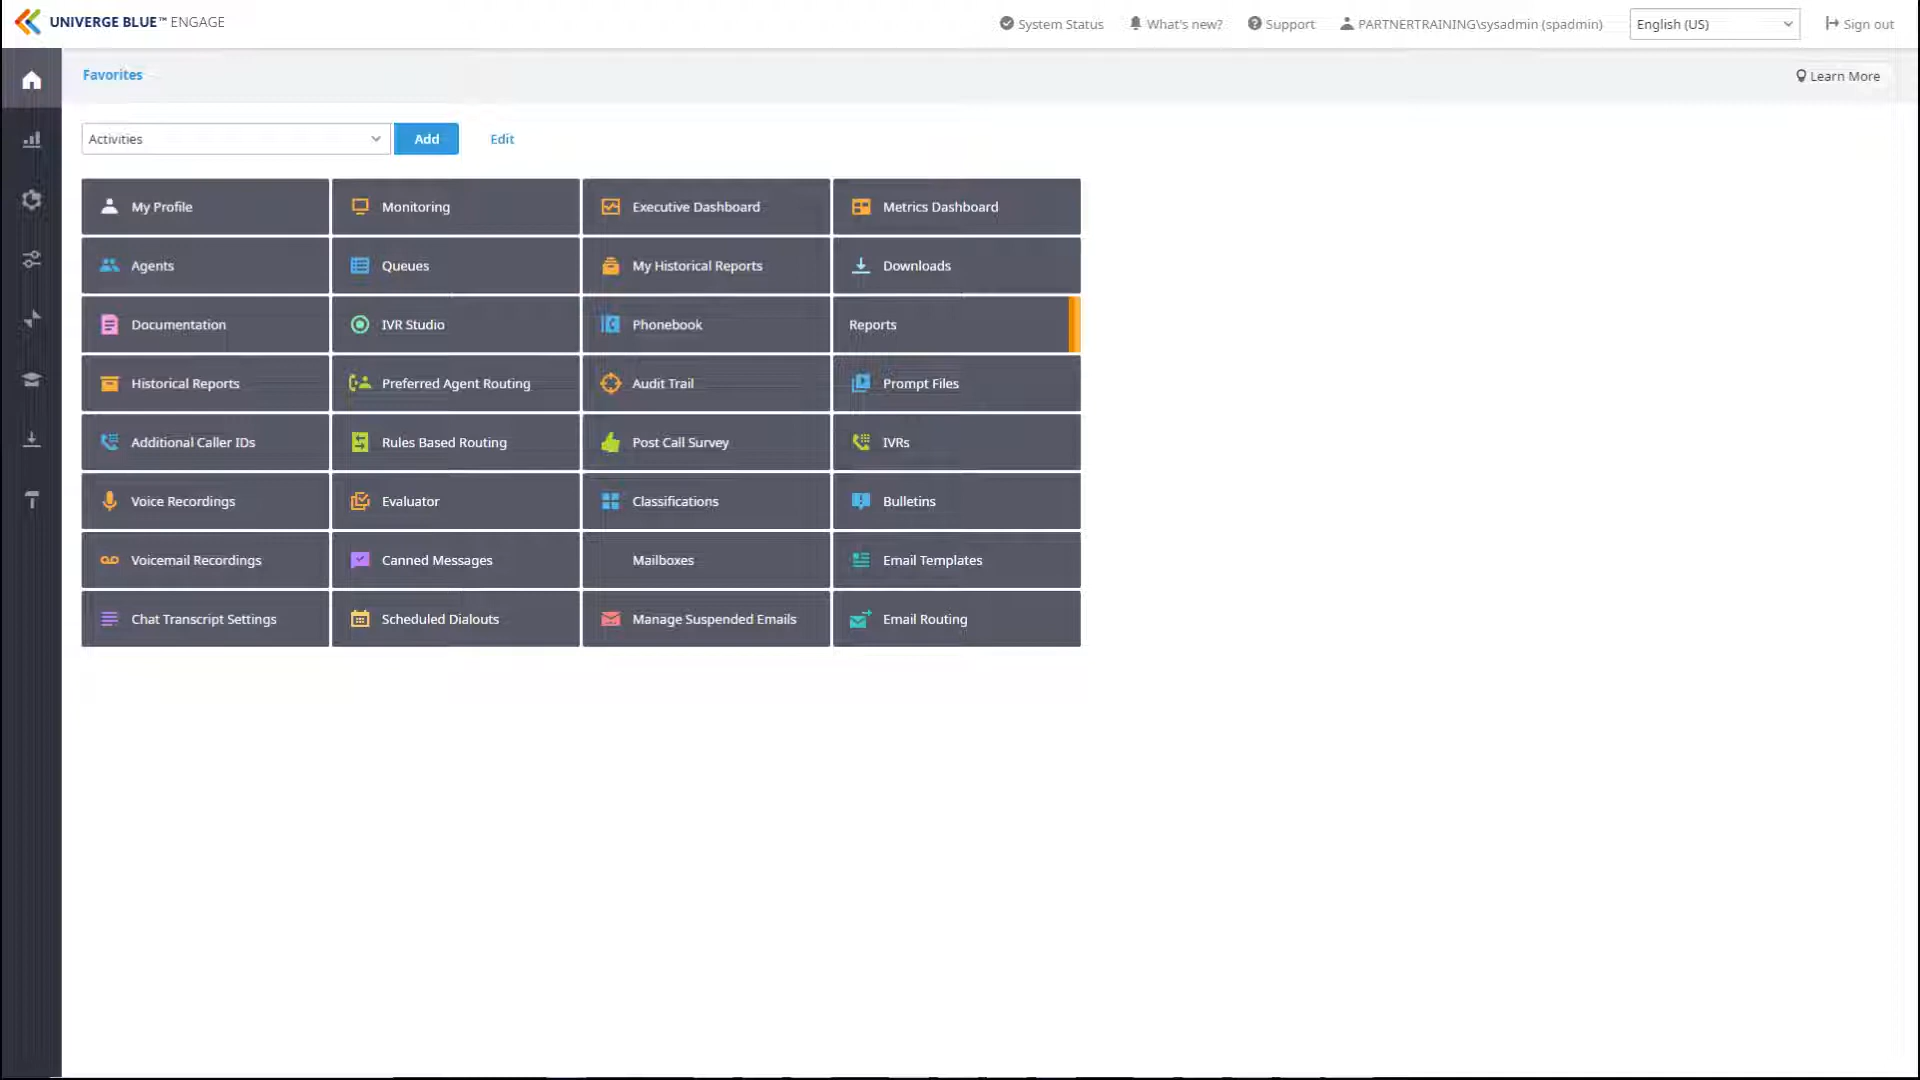 UNIVERGE BLUE™ ENGAGE
System Status
What's new?
Support
PARTNERTRAINING\sysadmin (spadmin)
English (US)
Sign out
Favorites
Learn More
Activities
Add
Edit
My Profile
Monitoring
Executive Dashboard
Metrics Dashboard
Agents
Queues
My Historical Reports
Downloads
Documentation
IVR Studio
Phonebook
Reports
Historical Reports
Preferred Agent Routing
Audit Trail
Prompt Files
Additional Caller IDs
Rules Based Routing
Post Call Survey
IVRs
Voice Recordings
Evaluator
Classifications
Bulletins
Voicemail Recordings
Canned Messages
Mailboxes
Email Templates
Chat Transcript Settings
Scheduled Dialouts
Manage Suspended Emails
Email Routing